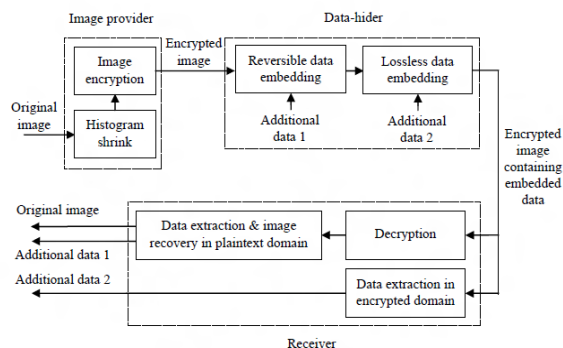 Image provider
Data-hider
Encrypted
image
Image
encryption
Reversible data
embedding
Lossless data
embedding
Original
image
Histogram
shrink
Additional
data 1
Additional
data 2
Encrypted
image
containing
embedded
data
Original image
Data extraction & image
recovery in plaintext domain
Decryption
Additional data 1
Additional data 2
Data extraction in
encrypted domain
Receiver